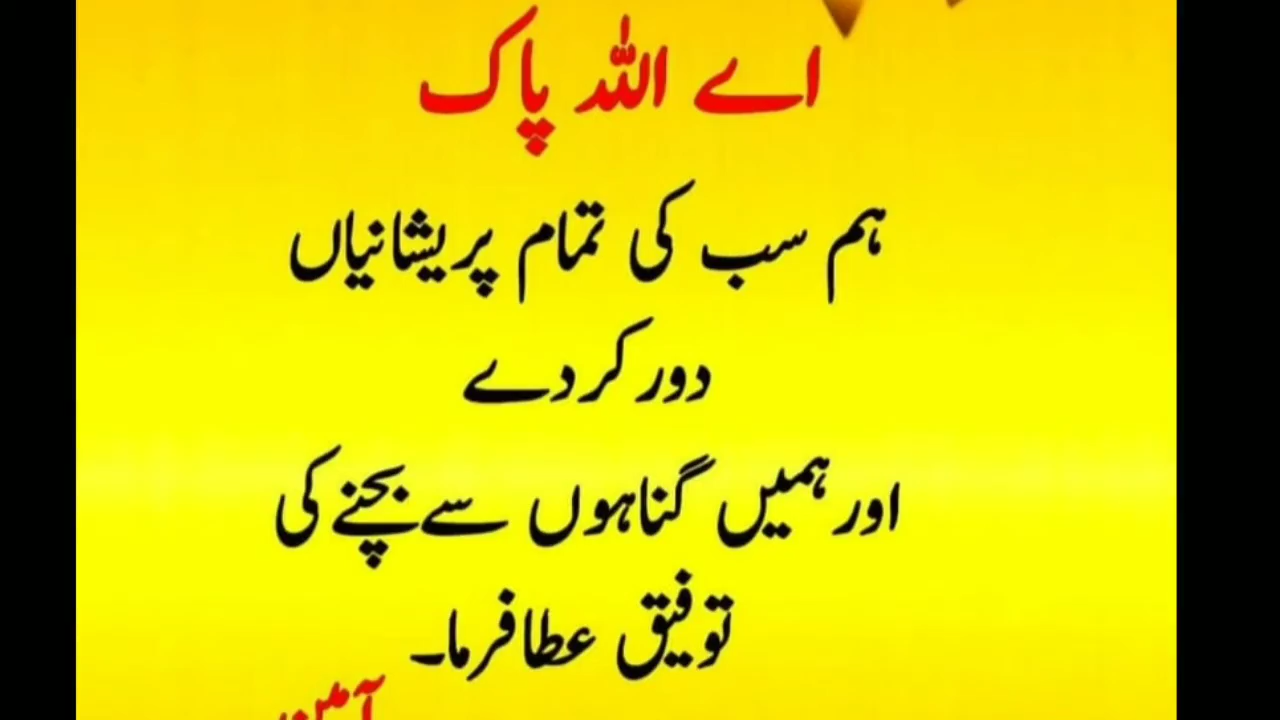 اے اللہ پاک
ہم سب کی تمام پریشانیاں
دور کر دے
اور ہمیں گناہوں سے بچنے کی
توفیق عطا فرما۔
آمین